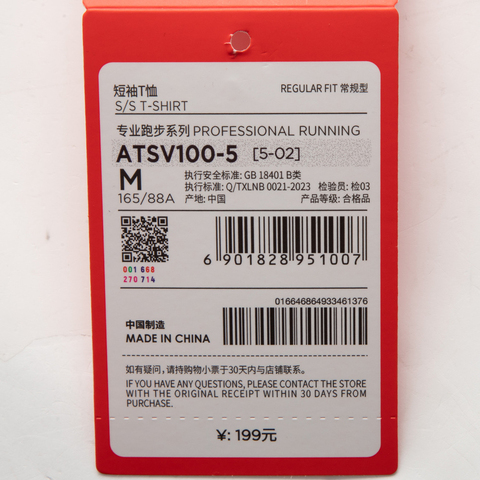 短袖T恤 REGULAR FIT 常规型
S/S T-SHIRT
专业跑步系列 PROFESSIONAL RUNNING
ATSV100-5 [5-02]
M 执行安全标准: GB 18401 B类
执行标准: Q/TXLNB 0021-2023 检验员: 检03
165/88A 产地: 中国 产品等级: 合格品
001 668
270 714
6 901828 951007
016646864933461376
中国制造
MADE IN CHINA
如有疑问，请持购物小票于30天内与店铺联系。
IF YOU HAVE ANY QUESTIONS, PLEASE CONTACT THE STORE
WITH THE ORIGINAL RECEIPT WITHIN 30 DAYS FROM
PURCHASE.
¥: 199元